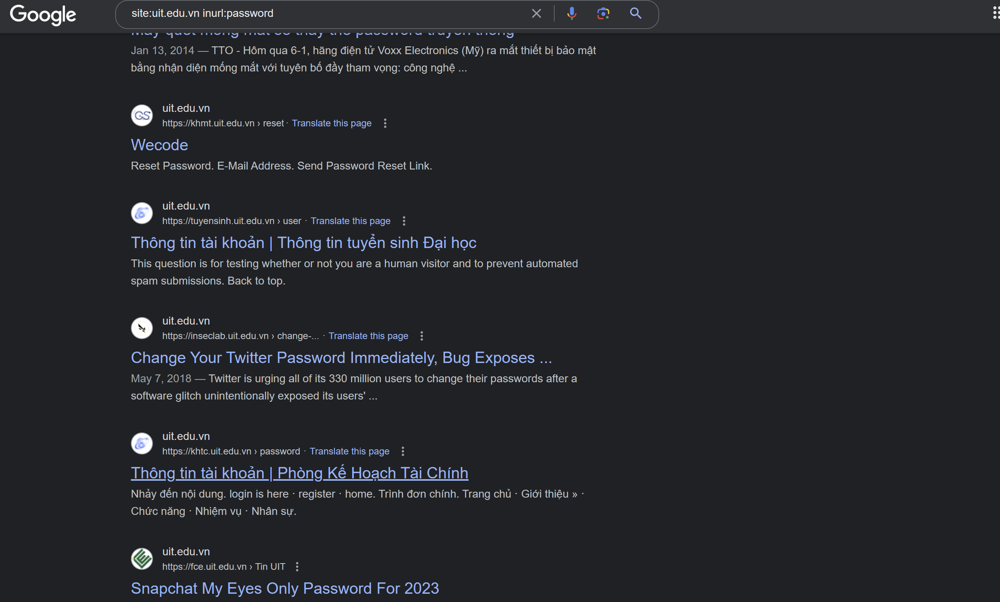 Google
site:uit.edu.vn inurl:password
Máy quét mống mắt sẽ thay thế password truyền thống
Jan 13, 2014 — TTO - Hôm qua 6-1, hãng điện tử Voxx Electronics (Mỹ) ra mắt thiết bị bảo mật
bằng nhận diện mống mắt với tuyên bố đầy tham vọng: công nghệ ...
uit.edu.vn
https://khmt.uit.edu.vn › reset · Translate this page
Wecode
Reset Password. E-Mail Address. Send Password Reset Link.
uit.edu.vn
https://tuyensinh.uit.edu.vn › user · Translate this page
Thông tin tài khoản | Thông tin tuyển sinh Đại học
This question is for testing whether or not you are a human visitor and to prevent automated
spam submissions. Back to top.
uit.edu.vn
https://inseclab.uit.edu.vn › change-... · Translate this page
Change Your Twitter Password Immediately, Bug Exposes ...
May 7, 2018 — Twitter is urging all of its 330 million users to change their passwords after a
software glitch unintentionally exposed its users' ...
uit.edu.vn
https://khtc.uit.edu.vn › password · Translate this page
Thông tin tài khoản | Phòng Kế Hoạch Tài Chính
Nhảy đến nội dung. login is here · register · home. Trình đơn chính. Trang chủ · Giới thiệu » ·
Chức năng · Nhiệm vụ · Nhân sự.
uit.edu.vn
https://fce.uit.edu.vn › Tin UIT
Snapchat My Eyes Only Password For 2023